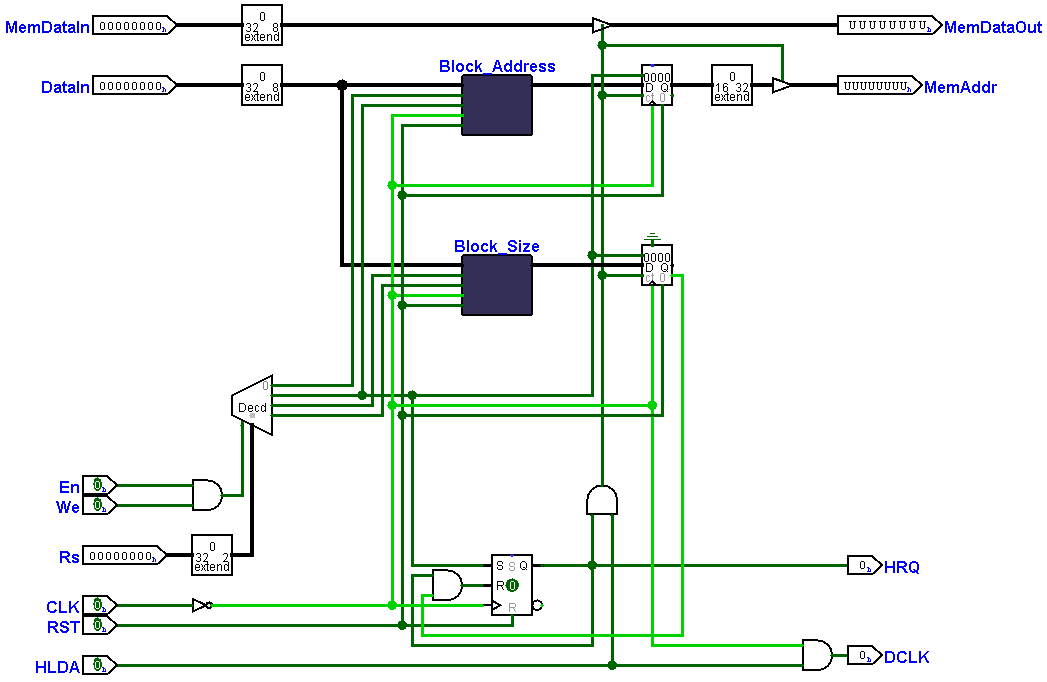 MemDataIn 00000000h 0 32 8 extend UUUUUUUUh MemDataOut
DataIn 00000000h 0 32 8 extend Block_Address 0000 D Q ct 0 0 16 32 extend UUUUUUUUh MemAddr
Block_Size 0000 D Q ct 0
0 Decd
En 0h
We 0h
Rs 00000000h 0 32 2 extend
S S Q HRQ 0h
R 0
CLK 0h
R
RST 0h
HLDA 0h 0h DCLK